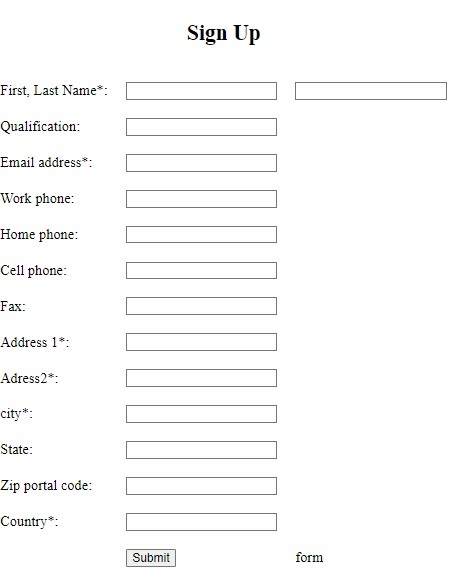 Sign Up
First, Last Name*:
Qualification:
Email address*:
Work phone:
Home phone:
Cell phone:
Fax:
Address 1*:
Adress2*:
city*:
State:
Zip portal code:
Country*:
Submit form